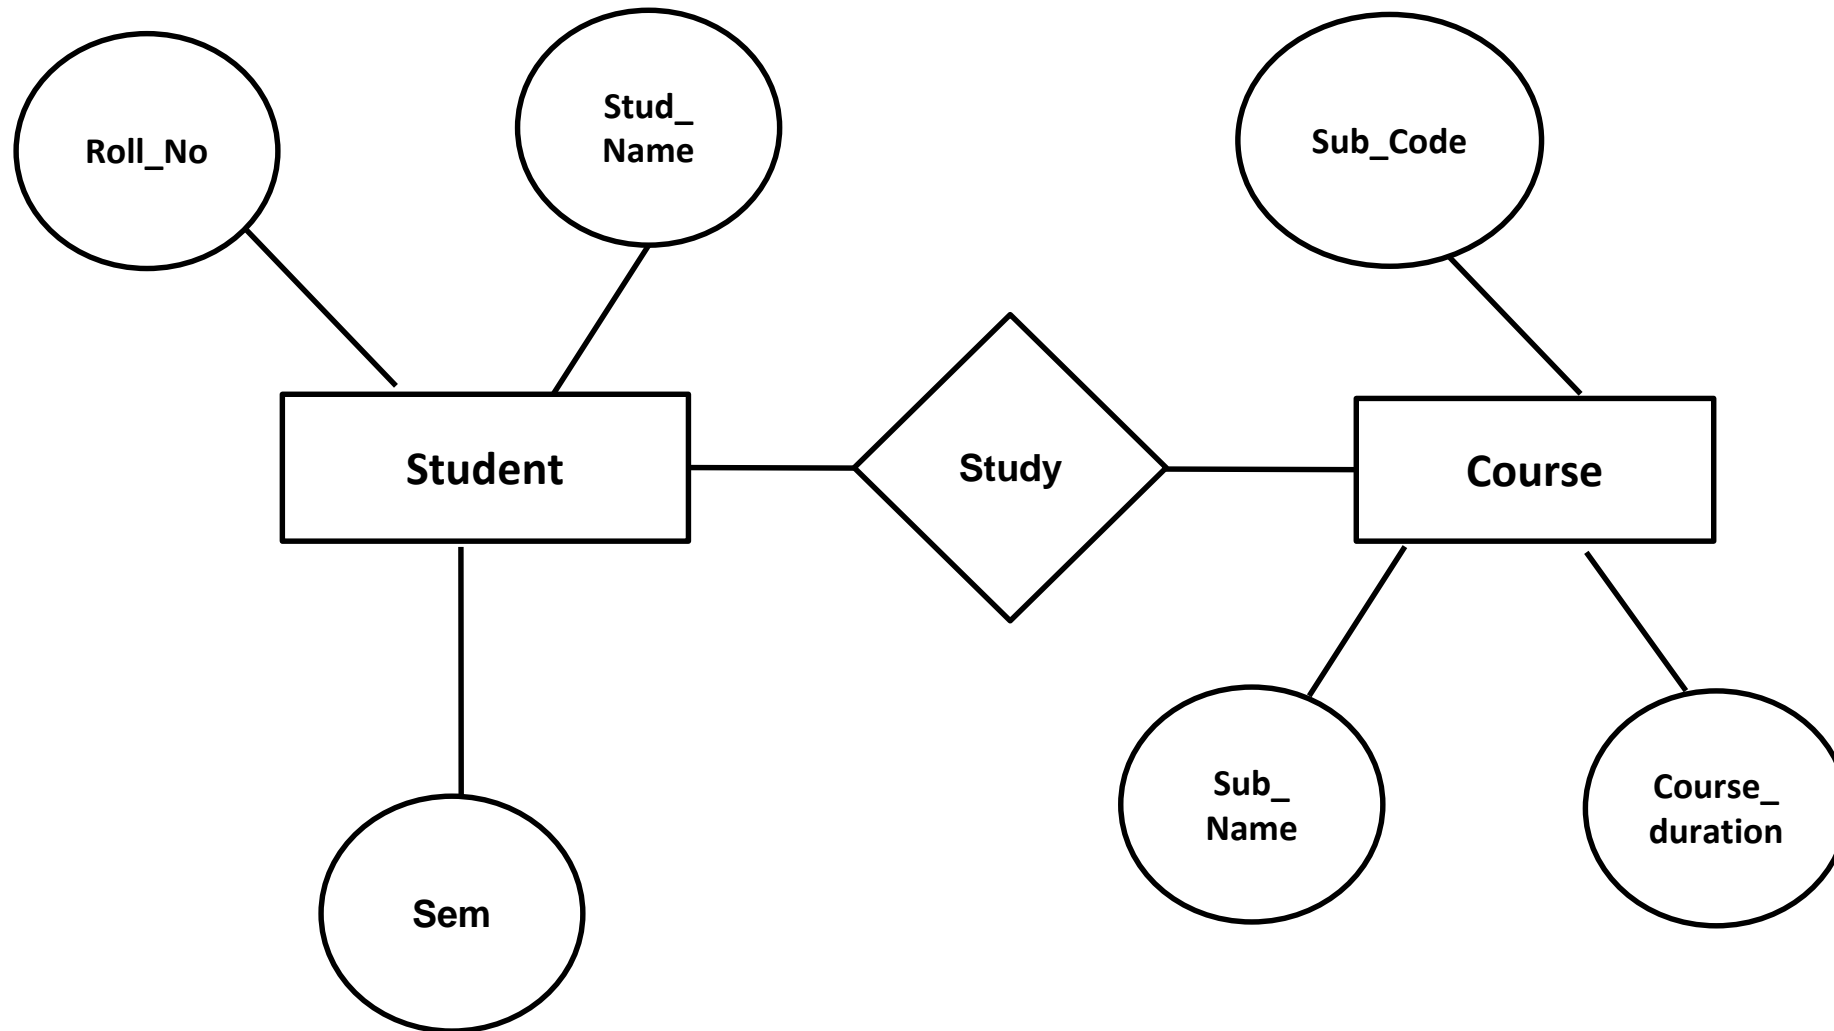 Roll_No
Stud_
Name
Sub_Code
Student
Study
Course
Sub_
Name
Course_
duration
Sem